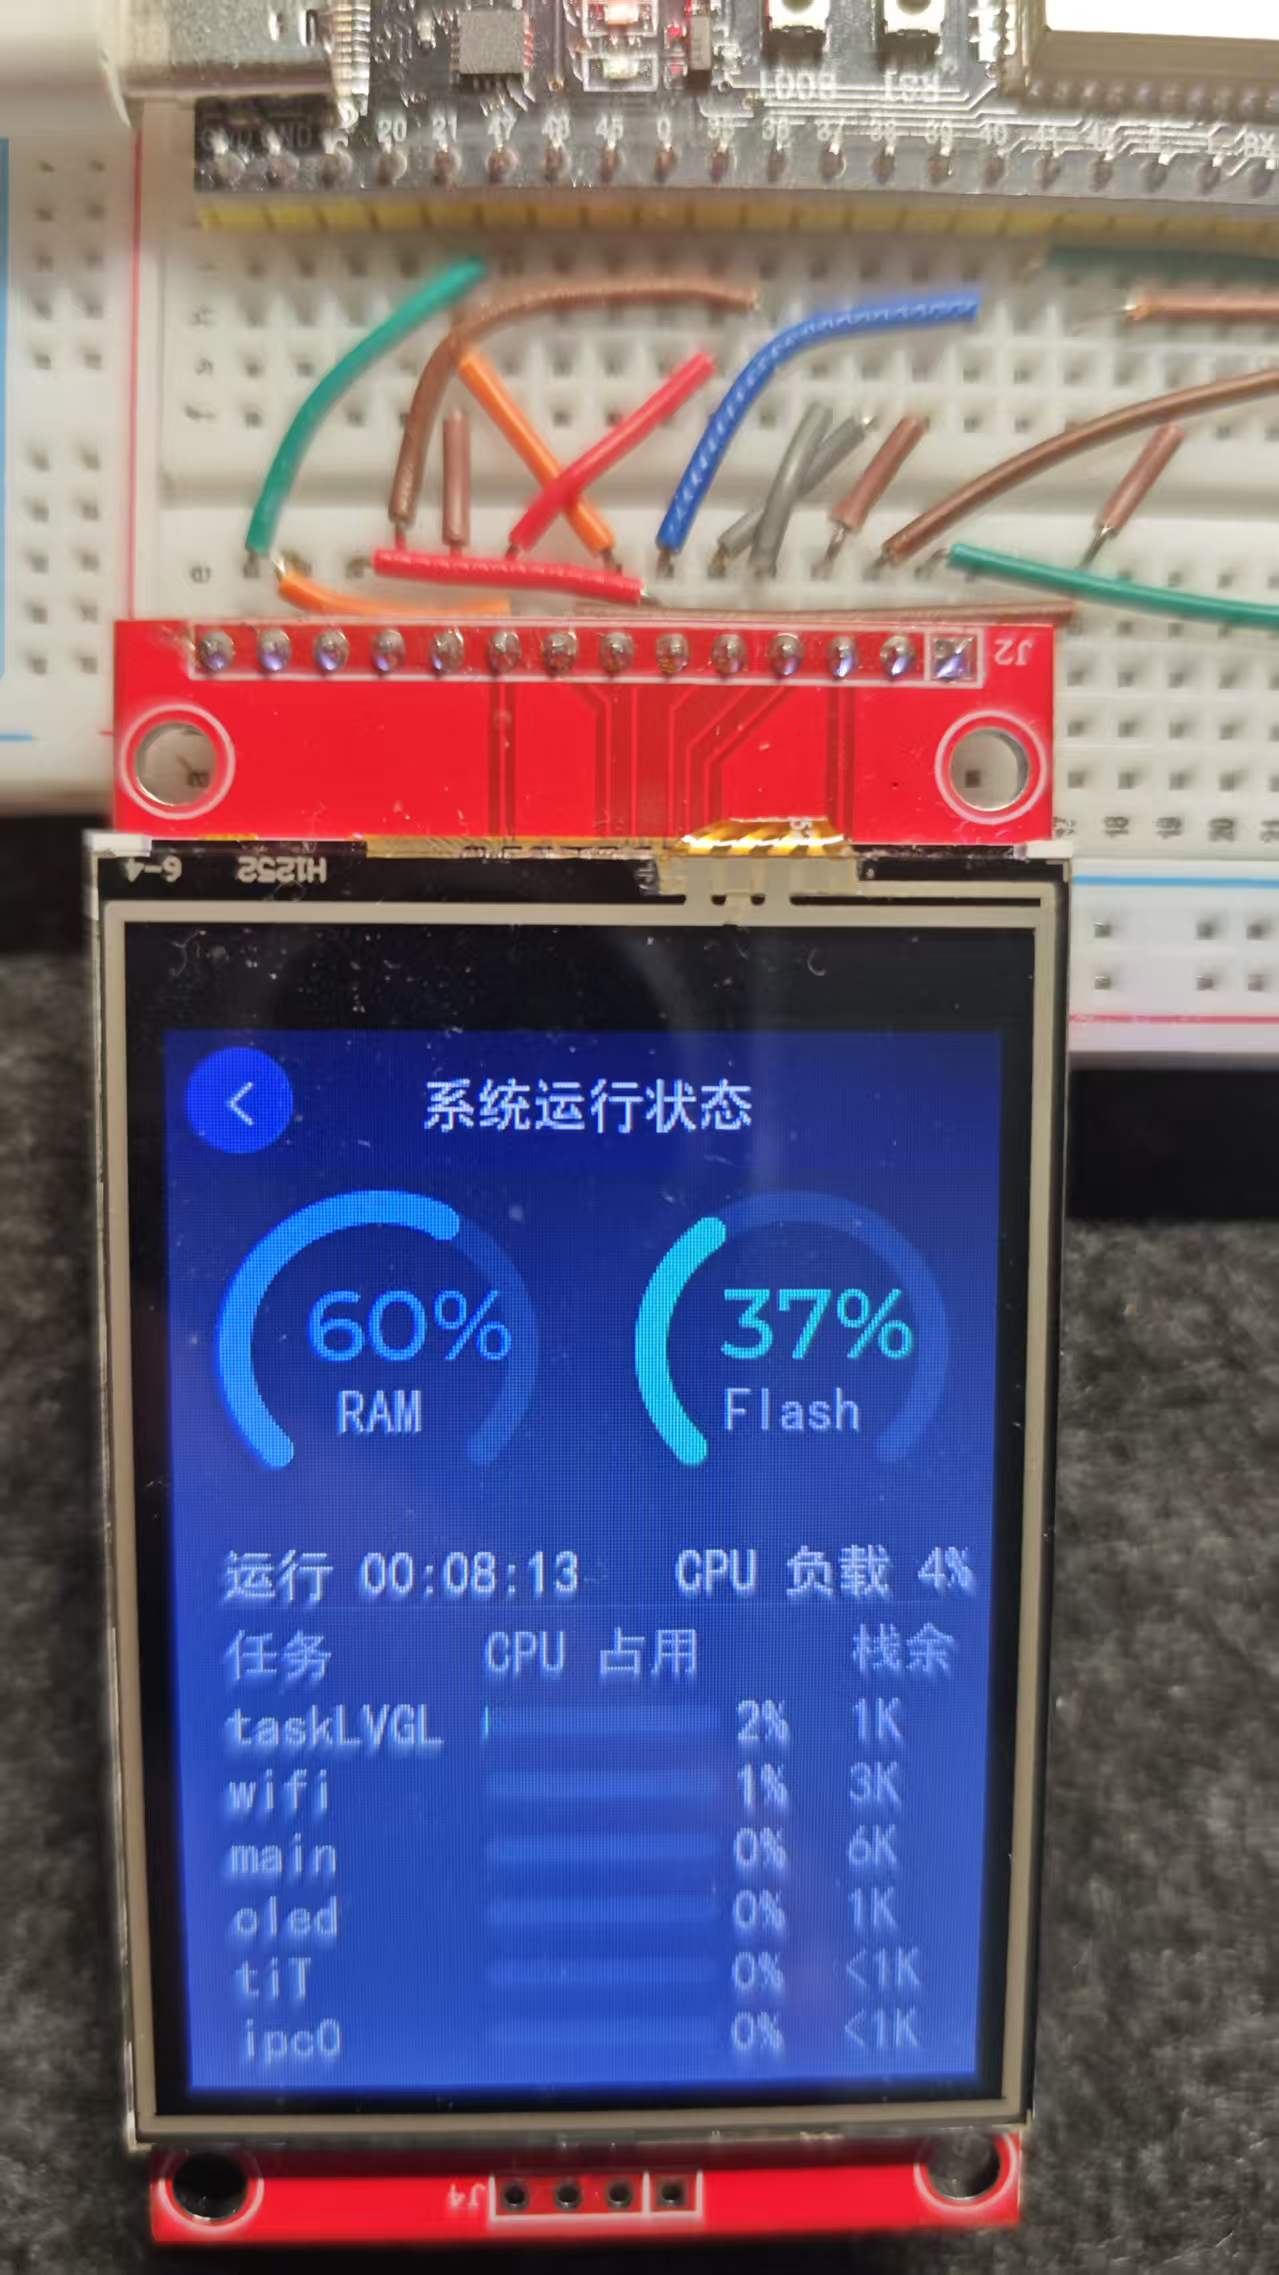 BOOT RST
20 21 47 48 45 0 35 36 37 38 39 40 41 42
J2
6-4 H1252
系统运行状态
60%
RAM
37%
Flash
运行 00:08:13 CPU 负载 4%
任务 CPU 占用 栈余
taskLVGL 2% 1K
wifi 1% 3K
main 0% 6K
oled 0% 1K
tiT 0% <1K
ipc0 0% <1K
J4